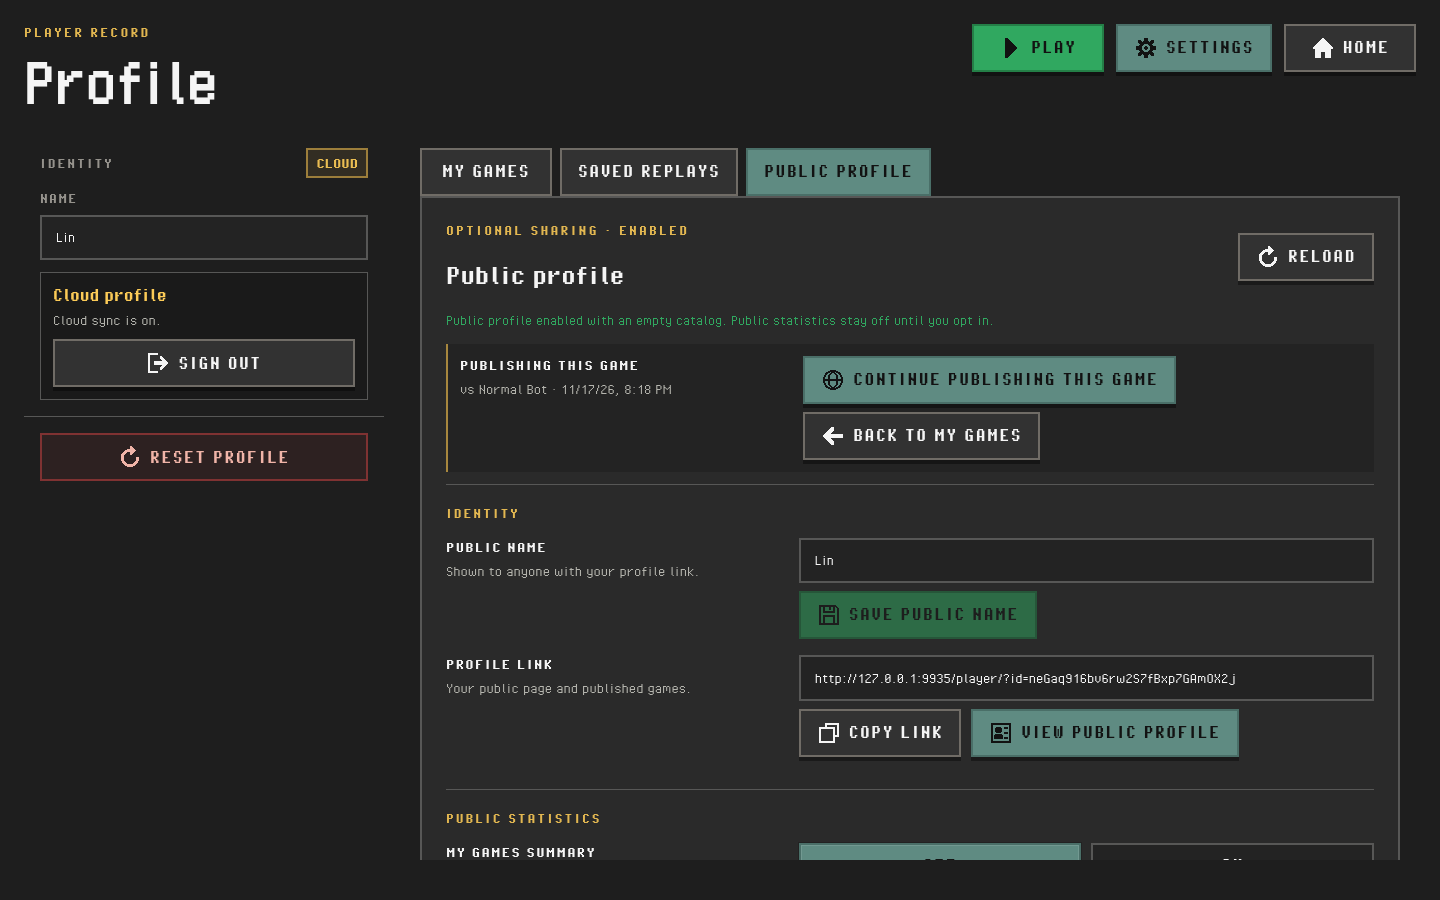 PLAYER RECORD
Profile
PLAY
SETTINGS
HOME
IDENTITY
CLOUD
NAME
Lin
Cloud profile
Cloud sync is on.
SIGN OUT
RESET PROFILE
MY GAMES
SAVED REPLAYS
PUBLIC PROFILE
OPTIONAL SHARING · ENABLED
Public profile
RELOAD
Public profile enabled with an empty catalog. Public statistics stay off until you opt in.
PUBLISHING THIS GAME
vs Normal Bot · 11/17/26, 8:18 PM
CONTINUE PUBLISHING THIS GAME
BACK TO MY GAMES
IDENTITY
PUBLIC NAME
Shown to anyone with your profile link.
Lin
SAVE PUBLIC NAME
PROFILE LINK
Your public page and published games.
http://127.0.0.1:9935/player/?id=neGaq916bv6rw2S7fBxp7GAmOX2j
COPY LINK
VIEW PUBLIC PROFILE
PUBLIC STATISTICS
MY GAMES SUMMARY